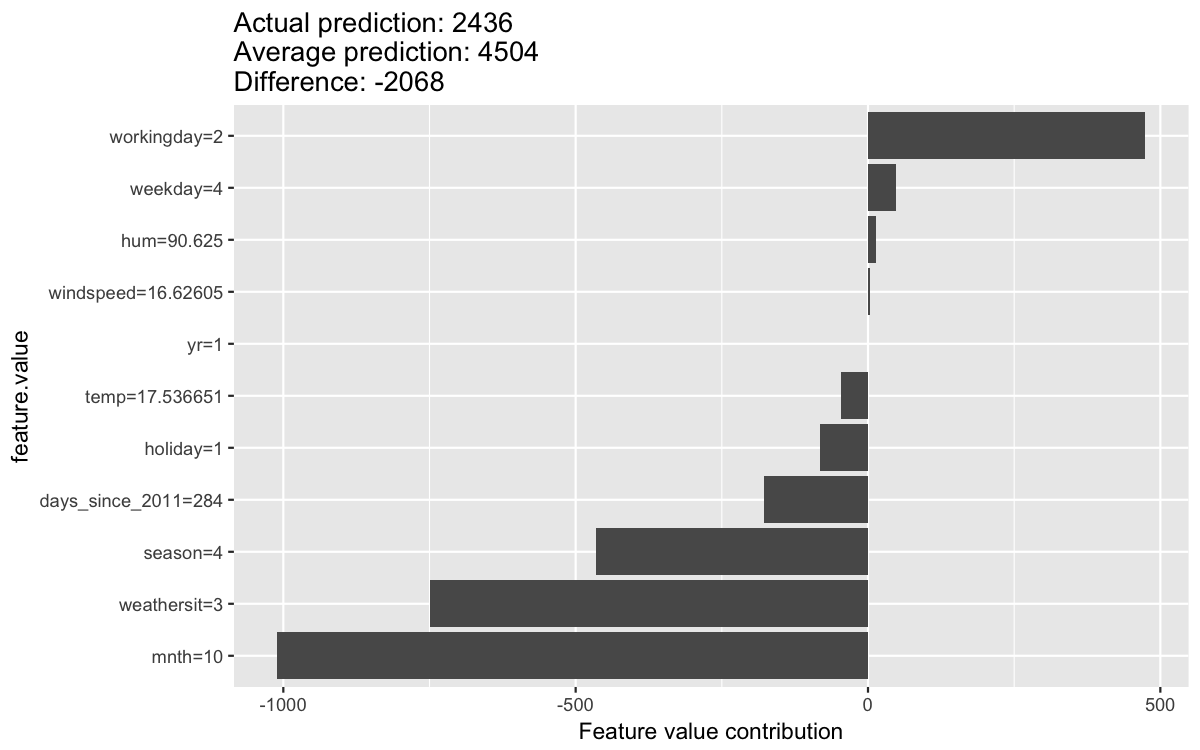 Actual prediction: 2436
Average prediction: 4504
Difference: -2068
workingday=2
weekday=4
hum=90.625
windspeed=16.62605
yr=1
temp=17.536651
holiday=1
days_since_2011=284
season=4
weathersit=3
mnth=10
feature.value
-1000 -500 0 500
Feature value contribution